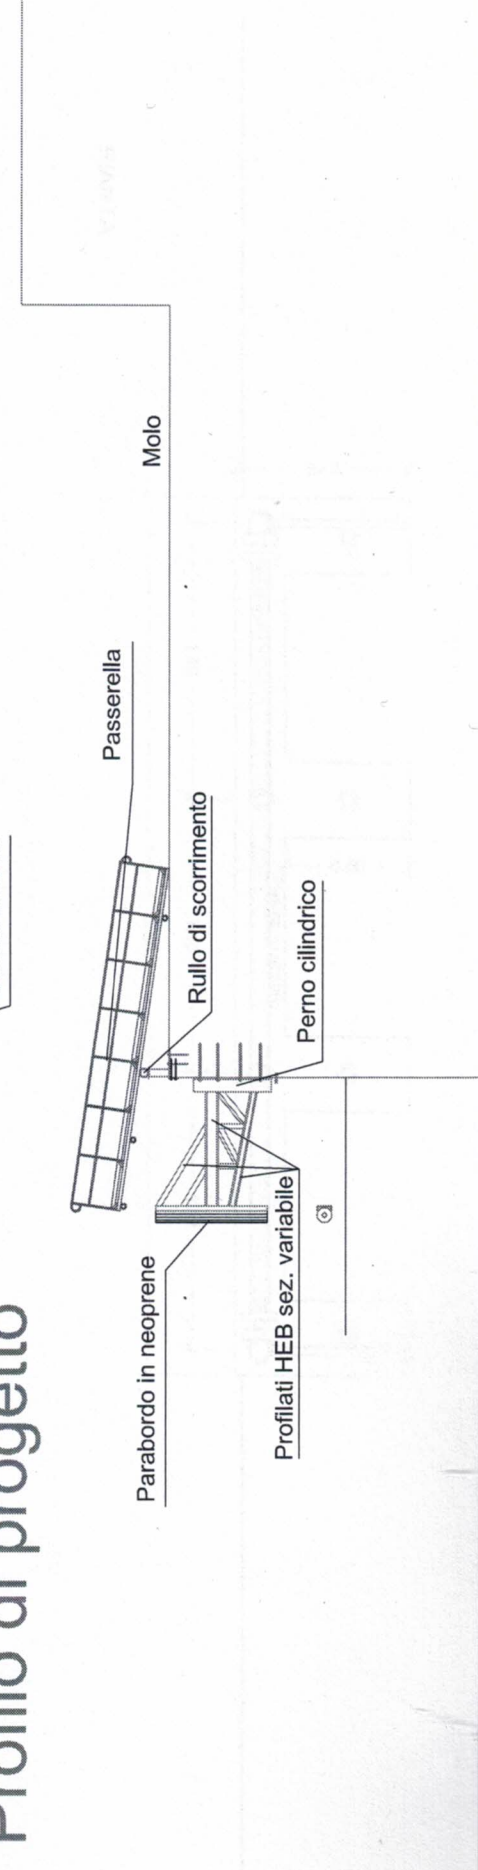 Profilo di progetto
Molo
Passerella
Rullo di scorrimento
Perno cilindrico
Parabordo in neoprene
Profilati HEB sez. variabile